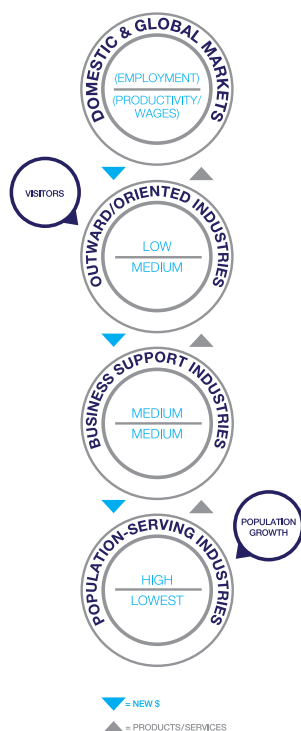 DOMESTIC & GLOBAL MARKETS
(EMPLOYMENT)
(PRODUCTIVITY/
WAGES)
VISITORS
OUTWARD/ORIENTED INDUSTRIES
LOW
MEDIUM
BUSINESS SUPPORT INDUSTRIES
MEDIUM
MEDIUM
POPULATION
GROWTH
POPULATION-SERVING INDUSTRIES
HIGH
LOWEST
= NEW $
= PRODUCTS/SERVICES